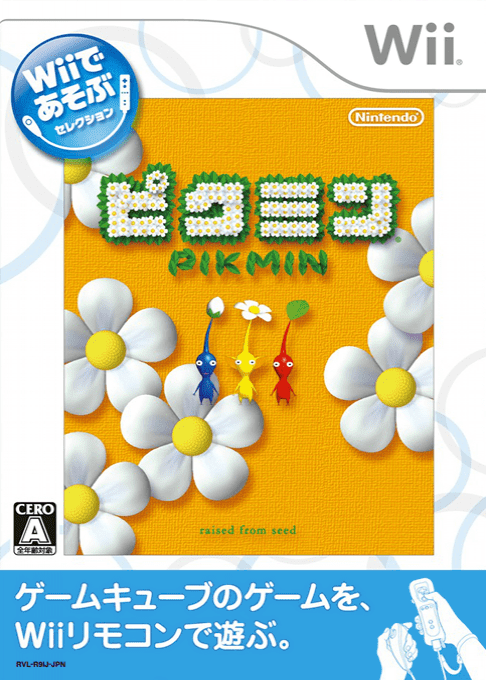 Wii
Wiiで
あそぶ
セレクション
Nintendo
ピクミン
PIKMIN
raised from seed
CERO
A
全年齢対象
ゲームキューブのゲームを、
Wiiリモコンで遊ぶ。
RVL-R9IJ-JPN